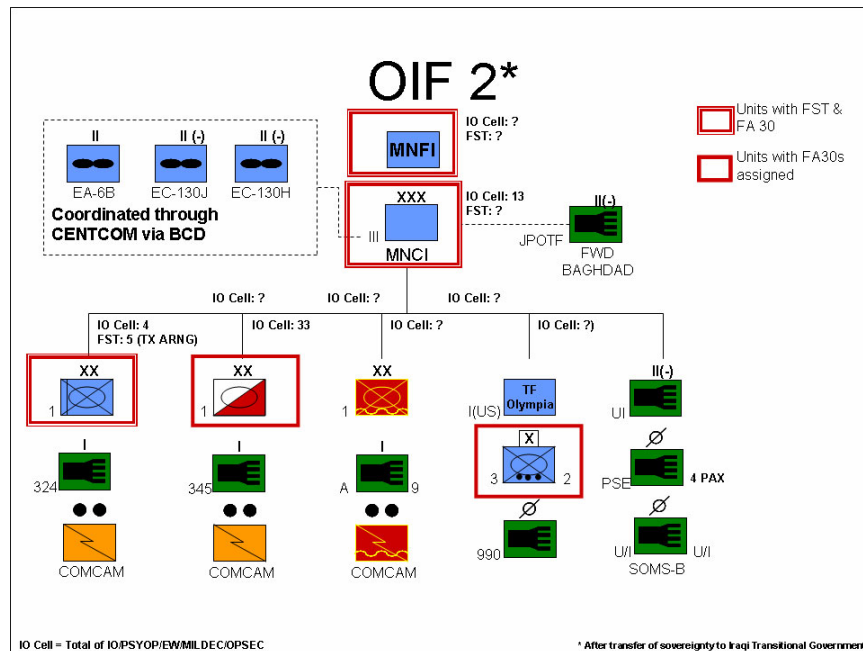 OIF 2*
IO Cell: ?
FST: ?
MNFI
Units with FST &
FA 30
Units with FA30s
assigned
II
II (-)
II (-)
EA-6B
EC-130J
EC-130H
Coordinated through
CENTCOM via BCD
XXX
IO Cell: 13
FST: ?
III
MNCI
II(-)
JPOTF
FWD
BAGHDAD
IO Cell: ?
IO Cell: ?
IO Cell: ?
IO Cell: 4
FST: 5 (TX ARNG)
IO Cell: 33
IO Cell: ?
IO Cell: ?)
XX
1
XX
1
XX
1
I(US)
TF
Olympia
II(-)
UI
I
324
I
345
I
A
9
X
3
2
PSE
4 PAX
COMCAM
COMCAM
COMCAM
990
U/I
U/I
SOMS-B
IO Cell = Total of IO/PSYOP/EW/MILDEC/OPSEC
* After transfer of sovereignty to Iraqi Transitional Government